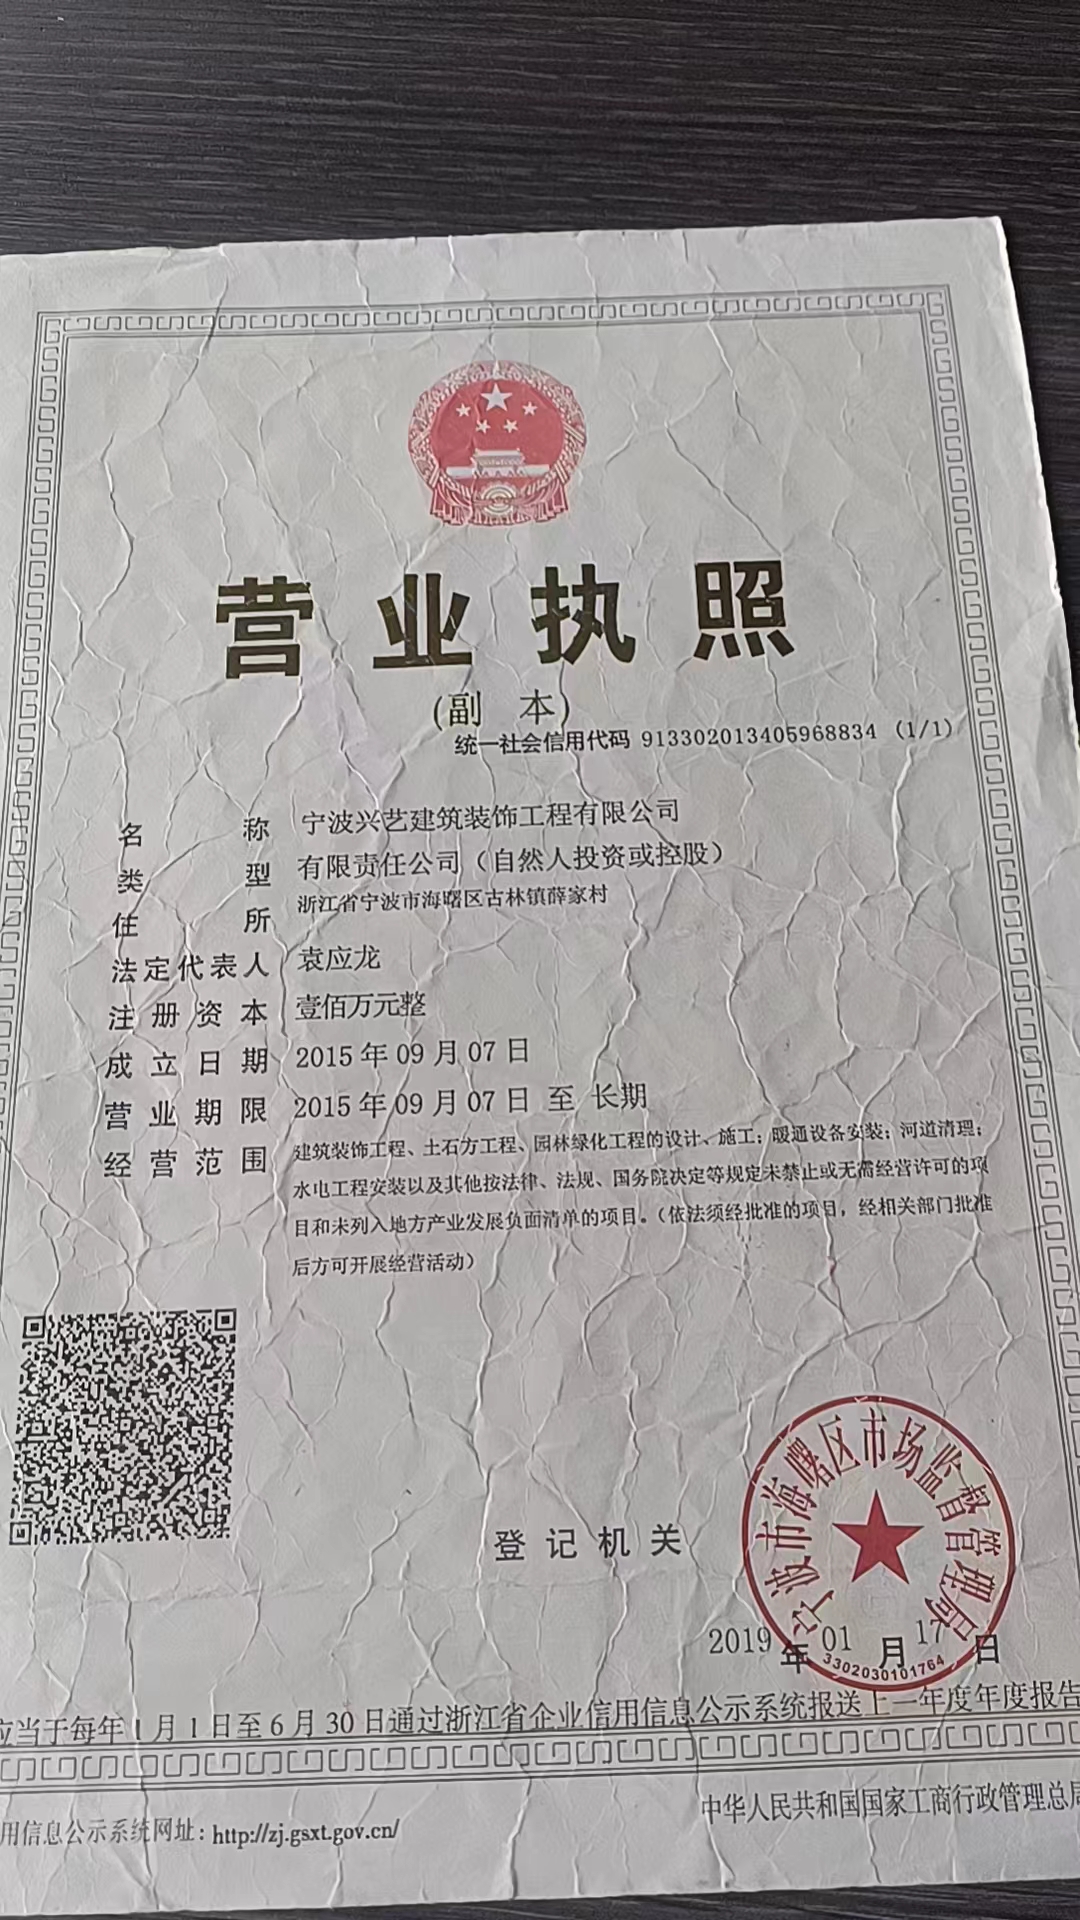 营业执照
(副 本)
统一社会信用代码 913302013405968834 (1/1)
名称 宁波兴艺建筑装饰工程有限公司
类型 有限责任公司（自然人投资或控股）
住所 浙江省宁波市海曙区古林镇薛家村
法定代表人 袁应龙
注册资本 壹佰万元整
成立日期 2015年09月07日
营业期限 2015年09月07日 至 长期
经营范围 建筑装饰工程、土石方工程、园林绿化工程的设计、施工；暖通设备安装；河道清理；
水电工程安装以及其他按法律、法规、国务院决定等规定未禁止或无需经营许可的项
目和未列入地方产业发展负面清单的项目。（依法须经批准的项目，经相关部门批准
后方可开展经营活动）
登记机关
宁波市海曙区市场监督管理局
2019年01月17日
3302030101764
应当于每年1月1日至6月30日通过浙江省企业信用信息公示系统报送上一年度年度报告
用信息公示系统网址：http://zj.gsxt.gov.cn/
中华人民共和国国家工商行政管理总局